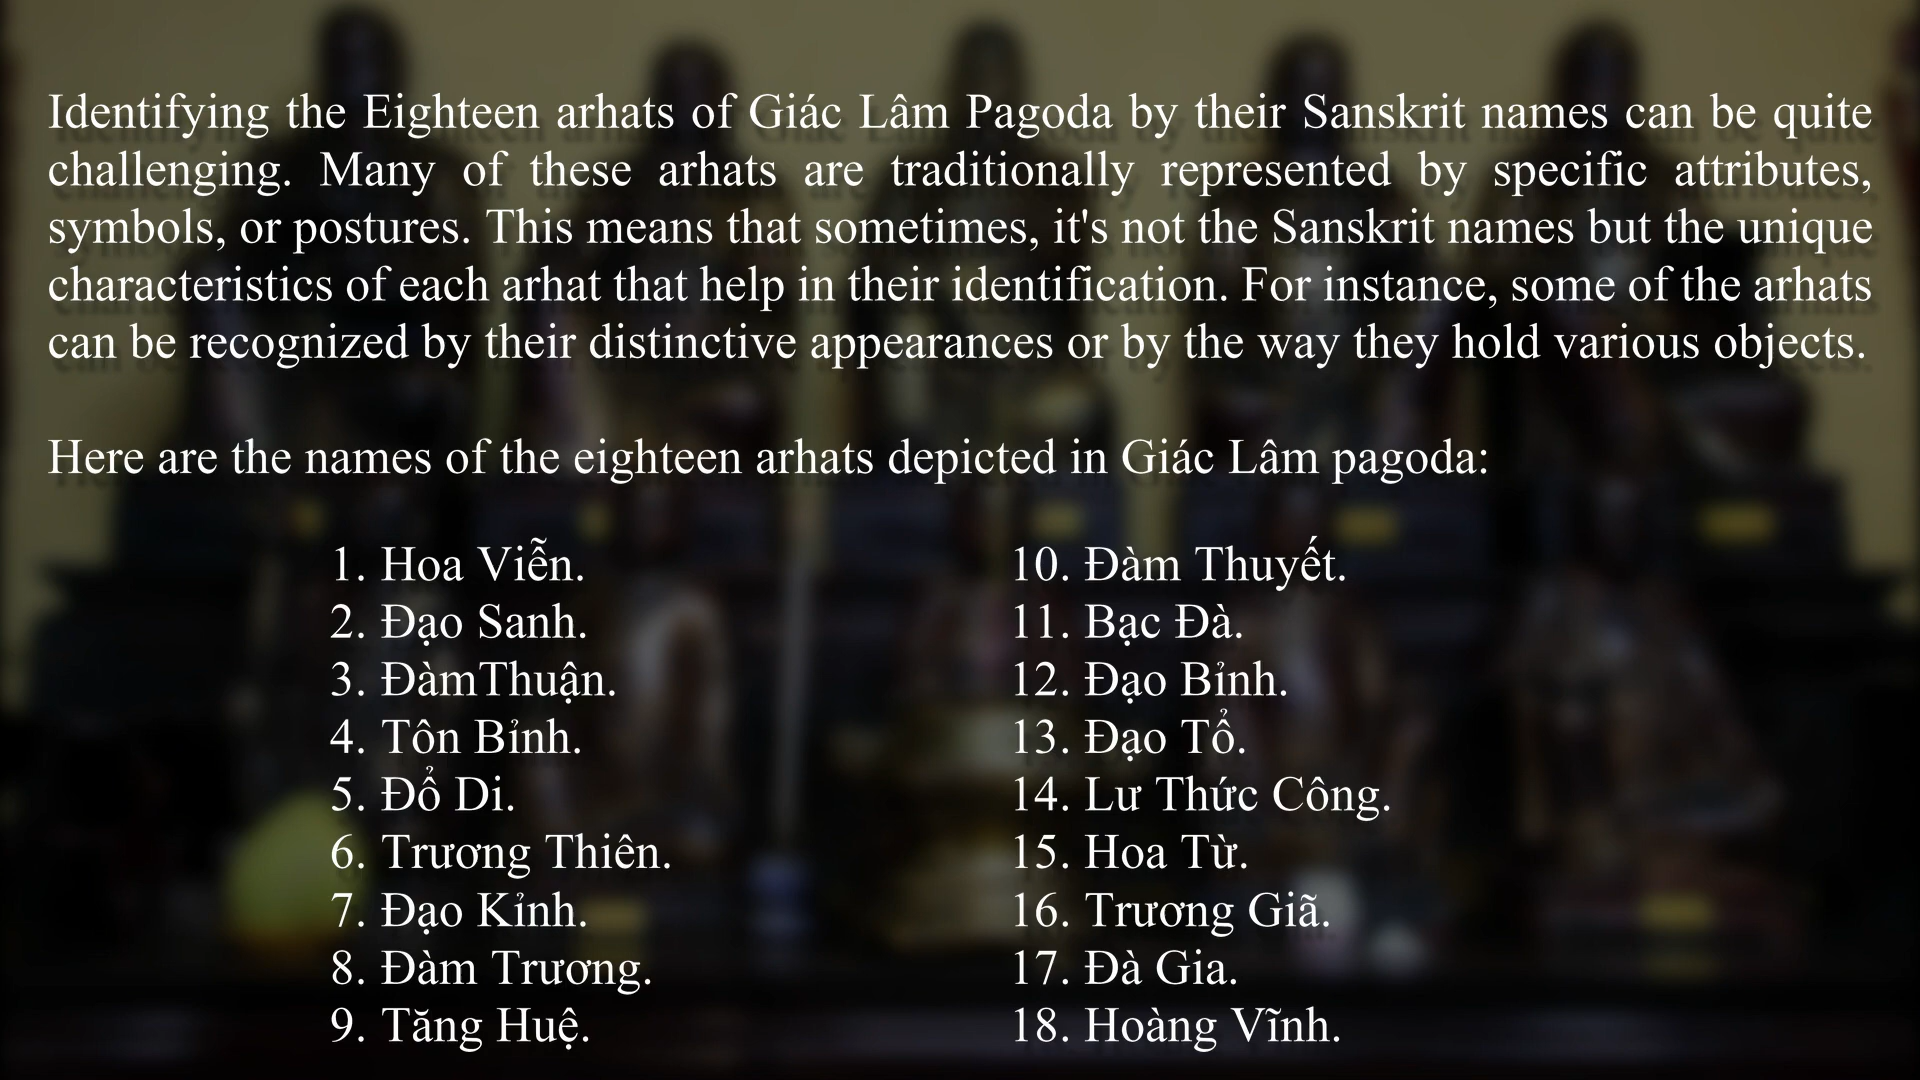 Identifying the Eighteen arhats of Giác Lâm Pagoda by their Sanskrit names can be quite
challenging. Many of these arhats are traditionally represented by specific attributes,
symbols, or postures. This means that sometimes, it's not the Sanskrit names but the unique
characteristics of each arhat that help in their identification. For instance, some of the arhats
can be recognized by their distinctive appearances or by the way they hold various objects.
Here are the names of the eighteen arhats depicted in Giác Lâm pagoda:
1. Hoa Viễn.
2. Đạo Sanh.
3. ĐàmThuận.
4. Tôn Bỉnh.
5. Đổ Di.
6. Trương Thiên.
7. Đạo Kỉnh.
8. Đàm Trương.
9. Tăng Huệ.
10. Đàm Thuyết.
11. Bạc Đà.
12. Đạo Bỉnh.
13. Đạo Tổ.
14. Lư Thức Công.
15. Hoa Từ.
16. Trương Giã.
17. Đà Gia.
18. Hoàng Vĩnh.